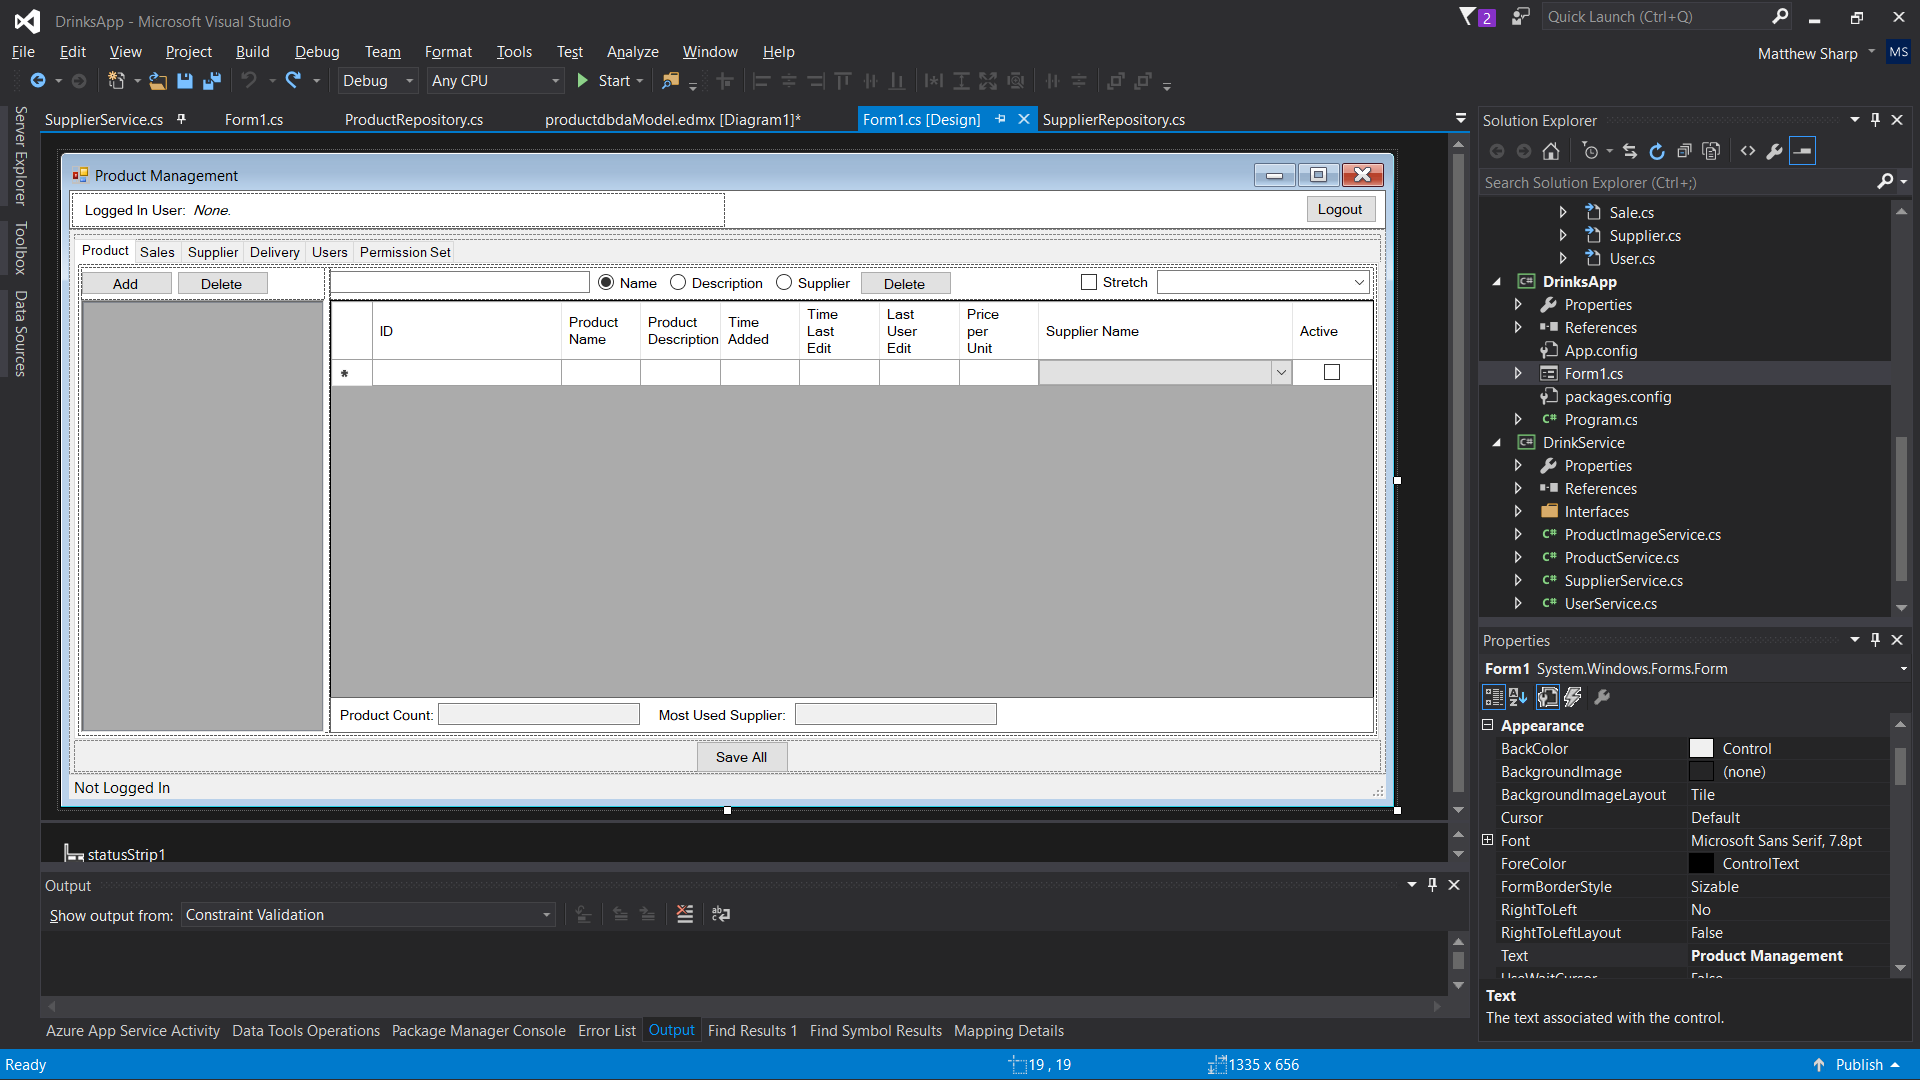 DrinksApp - Microsoft Visual Studio
2
Quick Launch (Ctrl+Q)
File Edit View Project Build Debug Team Format Tools Test Analyze Window Help
Matthew Sharp MS
Debug Any CPU Start
Server Explorer
Toolbox
Data Sources
SupplierService.cs Form1.cs ProductRepository.cs productdbdaModel.edmx [Diagram1]* Form1.cs [Design] SupplierRepository.cs
Product Management
Logged In User: None.
Logout
Product Sales Supplier Delivery Users Permission Set
Add Delete
Name Description Supplier Delete Stretch
ID
Product Name
Product Description
Time Added
Time Last Edit
Last User Edit
Price per Unit
Supplier Name
Active
*
Product Count: Most Used Supplier:
Save All
Not Logged In
statusStrip1
Output
Show output from: Constraint Validation
Azure App Service Activity Data Tools Operations Package Manager Console Error List Output Find Results 1 Find Symbol Results Mapping Details
Solution Explorer
Search Solution Explorer (Ctrl+;)
Sale.cs
Supplier.cs
User.cs
C# DrinksApp
Properties
References
App.config
Form1.cs
packages.config
C# Program.cs
C# DrinkService
Properties
References
Interfaces
C# ProductImageService.cs
C# ProductService.cs
C# SupplierService.cs
C# UserService.cs
Properties
Form1 System.Windows.Forms.Form
Appearance
BackColor Control
BackgroundImage (none)
BackgroundImageLayout Tile
Cursor Default
Font Microsoft Sans Serif, 7.8pt
ForeColor ControlText
FormBorderStyle Sizable
RightToLeft No
RightToLeftLayout False
Text Product Management
UseWaitCursor False
Text
The text associated with the control.
Ready 19 , 19 1335 x 656 Publish